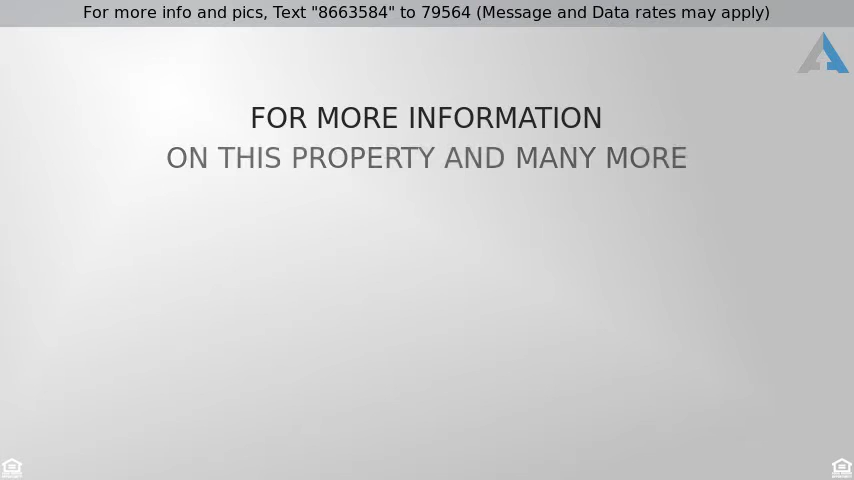 For more info and pics, Text "8663584" to 79564 (Message and Data rates may apply)
FOR MORE INFORMATION
ON THIS PROPERTY AND MANY MORE